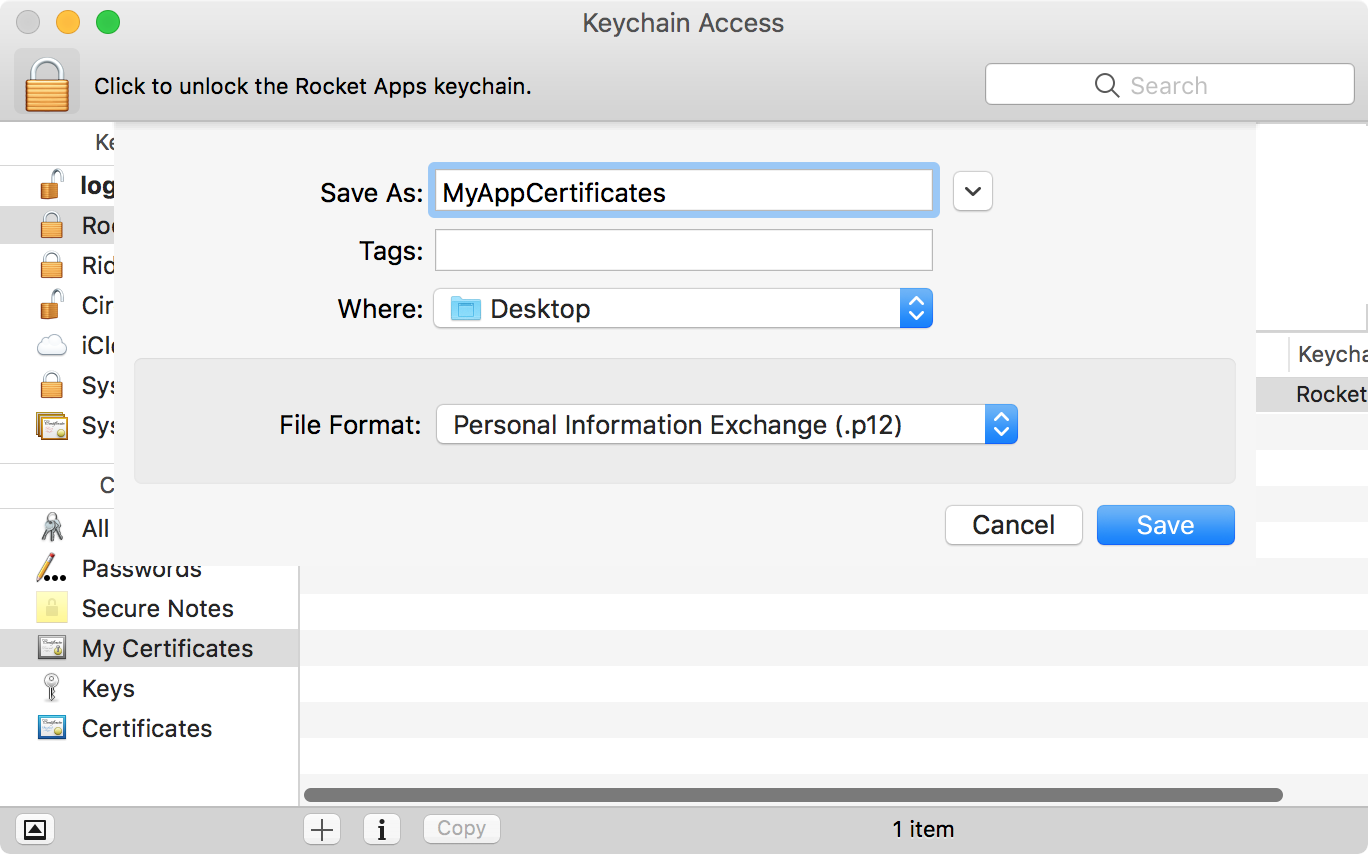 Keychain Access
Click to unlock the Rocket Apps keychain.
Search
Save As: MyAppCertificates
Tags:
Where: Desktop
File Format: Personal Information Exchange (.p12)
Cancel Save
Keycha
Rocket
Ke
log
Roc
Rid
Cir
iClo
Sys
Sys
C
All
Passwords
Secure Notes
My Certificates
Keys
Certificates
Copy
1 item